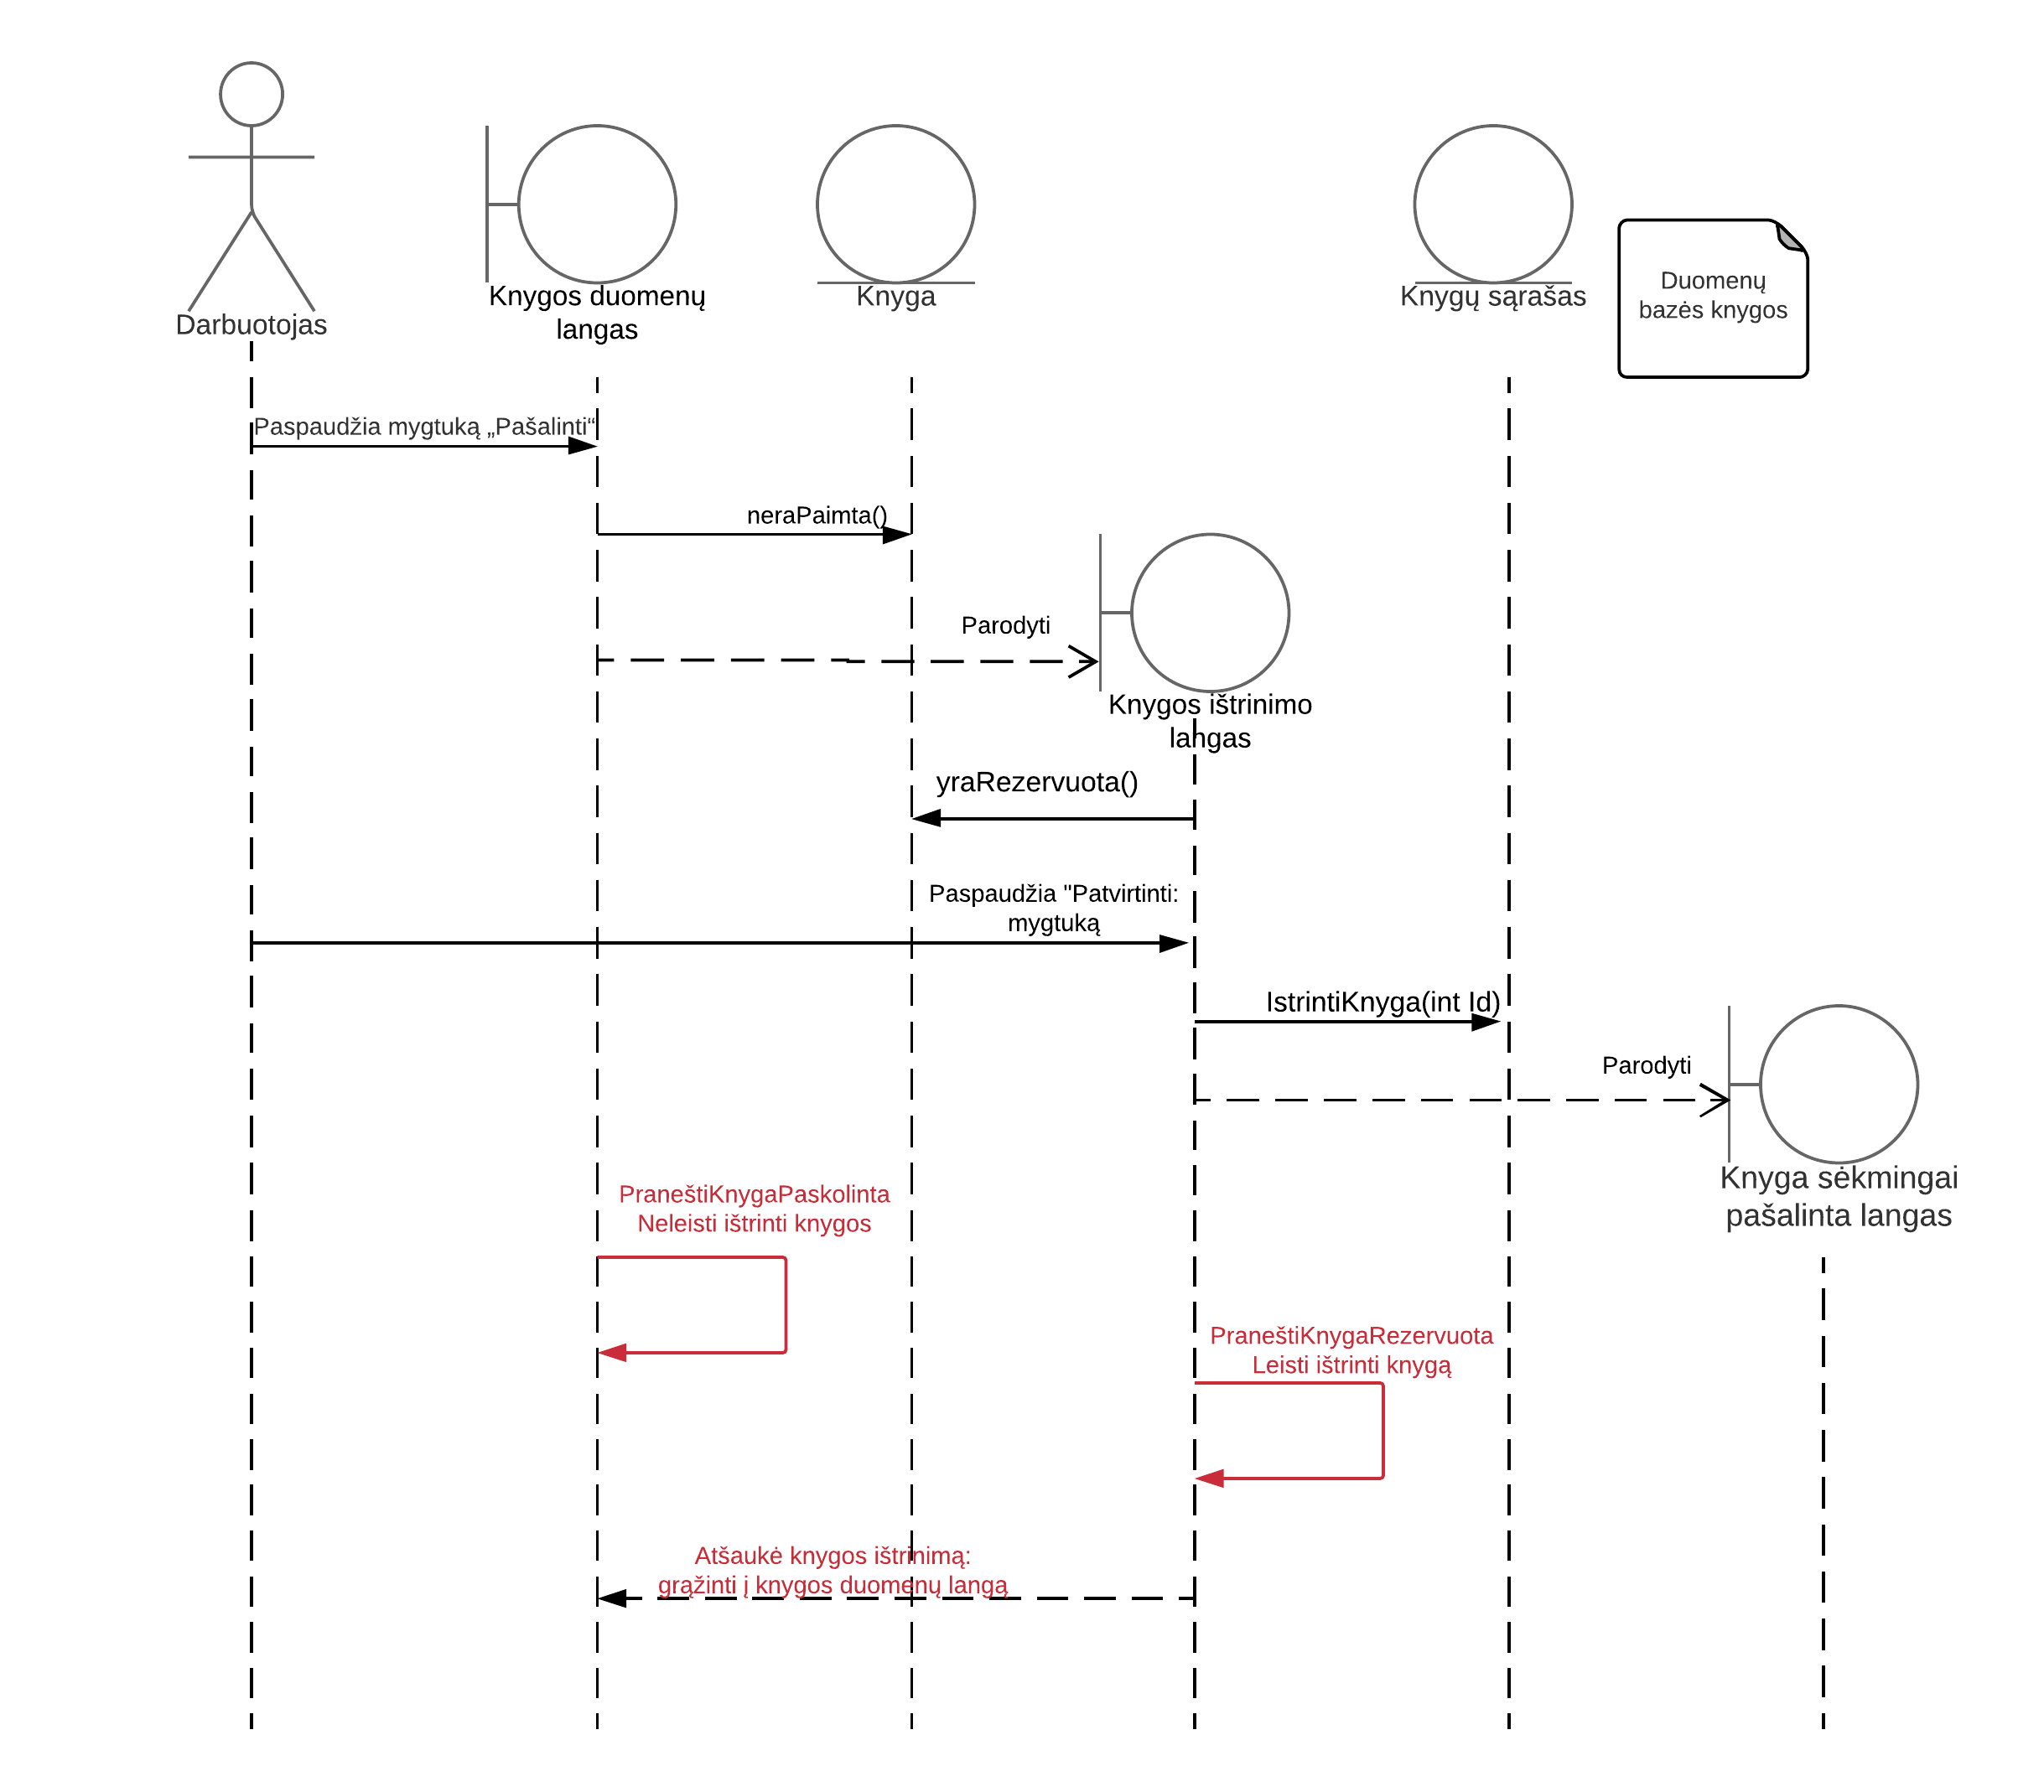 Darbuotojas
Knygos duomenų
langas
Knyga
Knygų sąrašas
Duomenų
bazės knygos
Paspaudžia mygtuką „Pašalinti“
neraPaimta()
Parodyti
Knygos ištrinimo
langas
yraRezervuota()
Paspaudžia "Patvirtinti:
mygtuką
IstrintiKnyga(int Id)
Parodyti
Knyga sėkmingai
pašalinta langas
PraneštiKnygaPaskolinta
Neleisti ištrinti knygos
PraneštiKnygaRezervuota
Leisti ištrinti knygą
Atšaukė knygos ištrinimą:
grąžinti į knygos duomenų langą